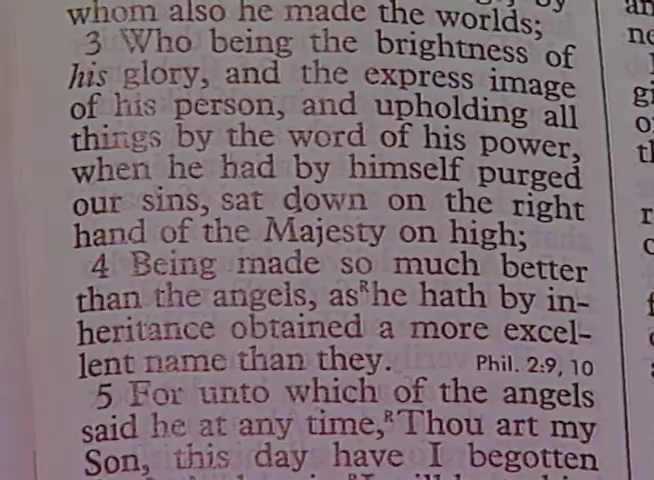 whom also he made the worlds;
3 Who being the brightness of
his glory, and the express image
of his person, and upholding all
things by the word of his power,
when he had by himself purged
our sins, sat down on the right
hand of the Majesty on high;
4 Being made so much better
than the angels, as ᴿhe hath by in-
heritance obtained a more excel-
lent name than they. Phil. 2:9, 10
5 For unto which of the angels
said he at any time,ᴿThou art my
Son, this day have I begotten